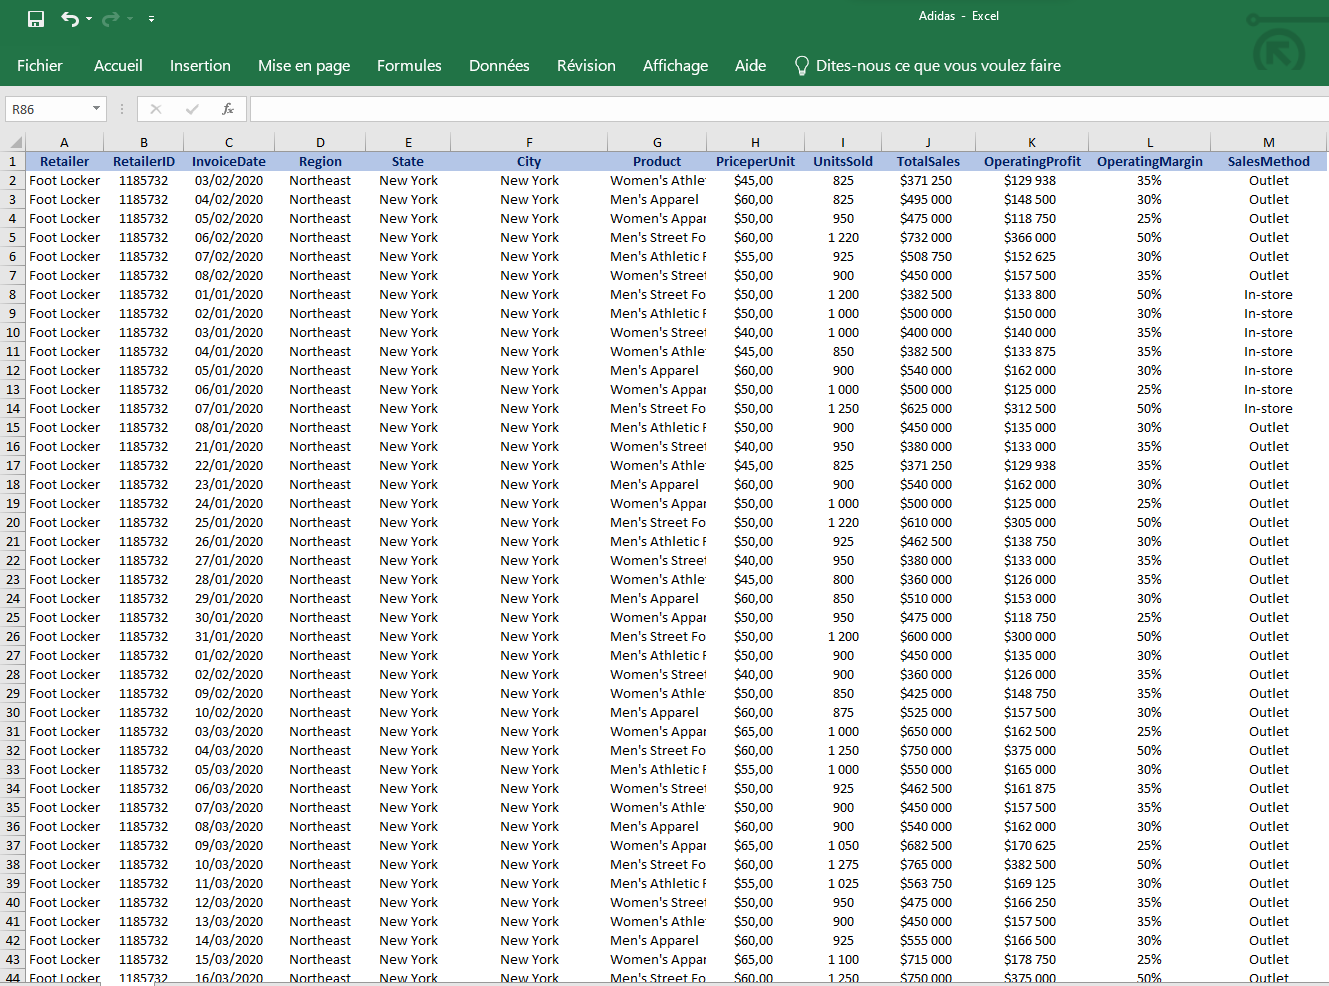 Adidas - Excel
Fichier Accueil Insertion Mise en page Formules Données Révision Affichage Aide Dites-nous ce que vous voulez faire
R86 fx
A B C D E F G H I J K L M
1 Retailer RetailerID InvoiceDate Region State City Product PriceperUnit UnitsSold TotalSales OperatingProfit OperatingMargin SalesMethod
2 Foot Locker 1185732 03/02/2020 Northeast New York New York Women's Athle $45,00 825 $371 250 $129 938 35% Outlet
3 Foot Locker 1185732 04/02/2020 Northeast New York New York Men's Apparel $60,00 825 $495 000 $148 500 30% Outlet
4 Foot Locker 1185732 05/02/2020 Northeast New York New York Women's Appar $50,00 950 $475 000 $118 750 25% Outlet
5 Foot Locker 1185732 06/02/2020 Northeast New York New York Men's Street Fo $60,00 1 220 $732 000 $366 000 50% Outlet
6 Foot Locker 1185732 07/02/2020 Northeast New York New York Men's Athletic F $55,00 925 $508 750 $152 625 30% Outlet
7 Foot Locker 1185732 08/02/2020 Northeast New York New York Women's Street $50,00 900 $450 000 $157 500 35% Outlet
8 Foot Locker 1185732 01/01/2020 Northeast New York New York Men's Street Fo $50,00 1 200 $382 500 $133 800 50% In-store
9 Foot Locker 1185732 02/01/2020 Northeast New York New York Men's Athletic F $50,00 1 000 $500 000 $150 000 30% In-store
10 Foot Locker 1185732 03/01/2020 Northeast New York New York Women's Street $40,00 1 000 $400 000 $140 000 35% In-store
11 Foot Locker 1185732 04/01/2020 Northeast New York New York Women's Athle $45,00 850 $382 500 $133 875 35% In-store
12 Foot Locker 1185732 05/01/2020 Northeast New York New York Men's Apparel $60,00 900 $540 000 $162 000 30% In-store
13 Foot Locker 1185732 06/01/2020 Northeast New York New York Women's Appar $50,00 1 000 $500 000 $125 000 25% In-store
14 Foot Locker 1185732 07/01/2020 Northeast New York New York Men's Street Fo $50,00 1 250 $625 000 $312 500 50% In-store
15 Foot Locker 1185732 08/01/2020 Northeast New York New York Men's Athletic F $50,00 900 $450 000 $135 000 30% Outlet
16 Foot Locker 1185732 21/01/2020 Northeast New York New York Women's Street $40,00 950 $380 000 $133 000 35% Outlet
17 Foot Locker 1185732 22/01/2020 Northeast New York New York Women's Athle $45,00 825 $371 250 $129 938 35% Outlet
18 Foot Locker 1185732 23/01/2020 Northeast New York New York Men's Apparel $60,00 900 $540 000 $162 000 30% Outlet
19 Foot Locker 1185732 24/01/2020 Northeast New York New York Women's Appar $50,00 1 000 $500 000 $125 000 25% Outlet
20 Foot Locker 1185732 25/01/2020 Northeast New York New York Men's Street Fo $50,00 1 220 $610 000 $305 000 50% Outlet
21 Foot Locker 1185732 26/01/2020 Northeast New York New York Men's Athletic F $50,00 925 $462 500 $138 750 30% Outlet
22 Foot Locker 1185732 27/01/2020 Northeast New York New York Women's Street $40,00 950 $380 000 $133 000 35% Outlet
23 Foot Locker 1185732 28/01/2020 Northeast New York New York Women's Athle $45,00 800 $360 000 $126 000 35% Outlet
24 Foot Locker 1185732 29/01/2020 Northeast New York New York Men's Apparel $60,00 850 $510 000 $153 000 30% Outlet
25 Foot Locker 1185732 30/01/2020 Northeast New York New York Women's Appar $50,00 950 $475 000 $118 750 25% Outlet
26 Foot Locker 1185732 31/01/2020 Northeast New York New York Men's Street Fo $50,00 1 200 $600 000 $300 000 50% Outlet
27 Foot Locker 1185732 01/02/2020 Northeast New York New York Men's Athletic F $50,00 900 $450 000 $135 000 30% Outlet
28 Foot Locker 1185732 02/02/2020 Northeast New York New York Women's Street $40,00 900 $360 000 $126 000 35% Outlet
29 Foot Locker 1185732 09/02/2020 Northeast New York New York Women's Athle $50,00 850 $425 000 $148 750 35% Outlet
30 Foot Locker 1185732 10/02/2020 Northeast New York New York Men's Apparel $60,00 875 $525 000 $157 500 30% Outlet
31 Foot Locker 1185732 03/03/2020 Northeast New York New York Women's Appar $65,00 1 000 $650 000 $162 500 25% Outlet
32 Foot Locker 1185732 04/03/2020 Northeast New York New York Men's Street Fo $60,00 1 250 $750 000 $375 000 50% Outlet
33 Foot Locker 1185732 05/03/2020 Northeast New York New York Men's Athletic F $55,00 1 000 $550 000 $165 000 30% Outlet
34 Foot Locker 1185732 06/03/2020 Northeast New York New York Women's Street $50,00 925 $462 500 $161 875 35% Outlet
35 Foot Locker 1185732 07/03/2020 Northeast New York New York Women's Athle $50,00 900 $450 000 $157 500 35% Outlet
36 Foot Locker 1185732 08/03/2020 Northeast New York New York Men's Apparel $60,00 900 $540 000 $162 000 30% Outlet
37 Foot Locker 1185732 09/03/2020 Northeast New York New York Women's Appar $65,00 1 050 $682 500 $170 625 25% Outlet
38 Foot Locker 1185732 10/03/2020 Northeast New York New York Men's Street Fo $60,00 1 275 $765 000 $382 500 50% Outlet
39 Foot Locker 1185732 11/03/2020 Northeast New York New York Men's Athletic F $55,00 1 025 $563 750 $169 125 30% Outlet
40 Foot Locker 1185732 12/03/2020 Northeast New York New York Women's Street $50,00 950 $475 000 $166 250 35% Outlet
41 Foot Locker 1185732 13/03/2020 Northeast New York New York Women's Athle $50,00 900 $450 000 $157 500 35% Outlet
42 Foot Locker 1185732 14/03/2020 Northeast New York New York Men's Apparel $60,00 925 $555 000 $166 500 30% Outlet
43 Foot Locker 1185732 15/03/2020 Northeast New York New York Women's Appar $65,00 1 100 $715 000 $178 750 25% Outlet
44 Foot Locker 1185732 16/03/2020 Northeast New York New York Men's Street Fo $60,00 1 250 $750 000 $375 000 50% Outlet